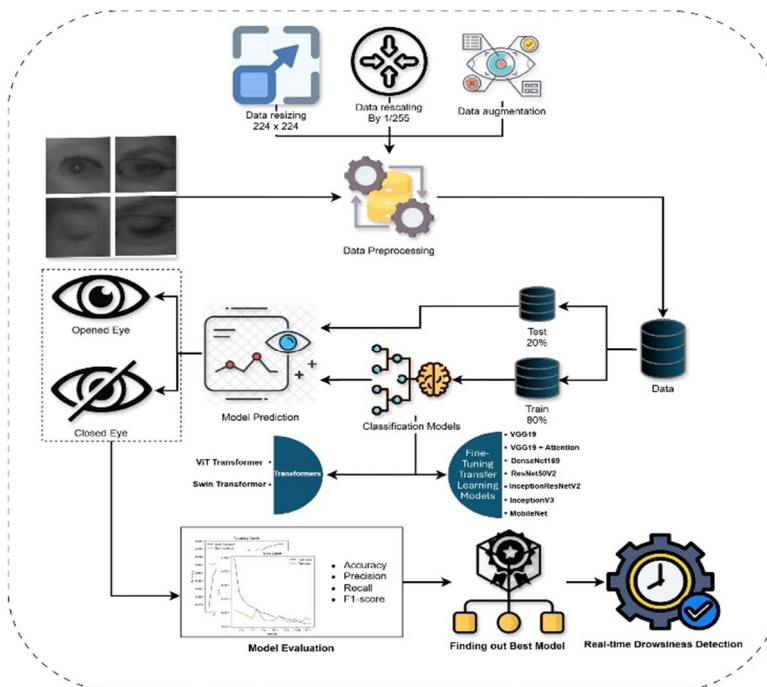 Data resizing
224 x 224
Data rescaling
By 1/255
Data augmentation
Data Preprocessing
Opened Eye
Closed Eye
Model Prediction
Classification Models
Test
20%
Train
80%
Data
ViT Transformer •
Swin Transformer •
Transformers
Fine-
Tuning
Transfer
Learning
Models
• VGG19
• VGG19 + Attention
• DenseNet169
• ResNet50V2
• InceptionResNetV2
• InceptionV3
• MobileNet
• Accuracy
• Precision
• Recall
• F1-score
Model Evaluation
Finding out Best Model
Real-time Drowsiness Detection